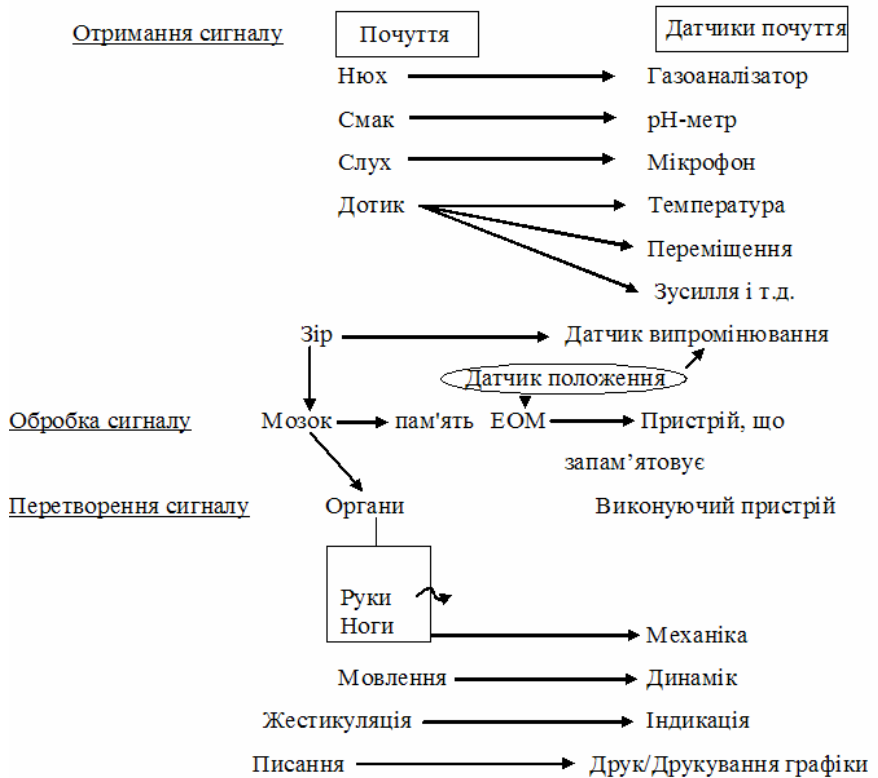 Отримання сигналу Почуття Датчики почуття
Нюх Газоаналізатор
Смак рН-метр
Слух Мікрофон
Дотик Температура
Переміщення
Зусилля і т.д.
Зір Датчик випромінювання
Датчик положення
Обробка сигналу Мозок пам'ять ЕОМ Пристрій, що
запам’ятовує
Перетворення сигналу Органи Виконуючий пристрій
Руки
Ноги
Механіка
Мовлення Динамік
Жестикуляція Індикація
Писання Друк/Друкування графіки